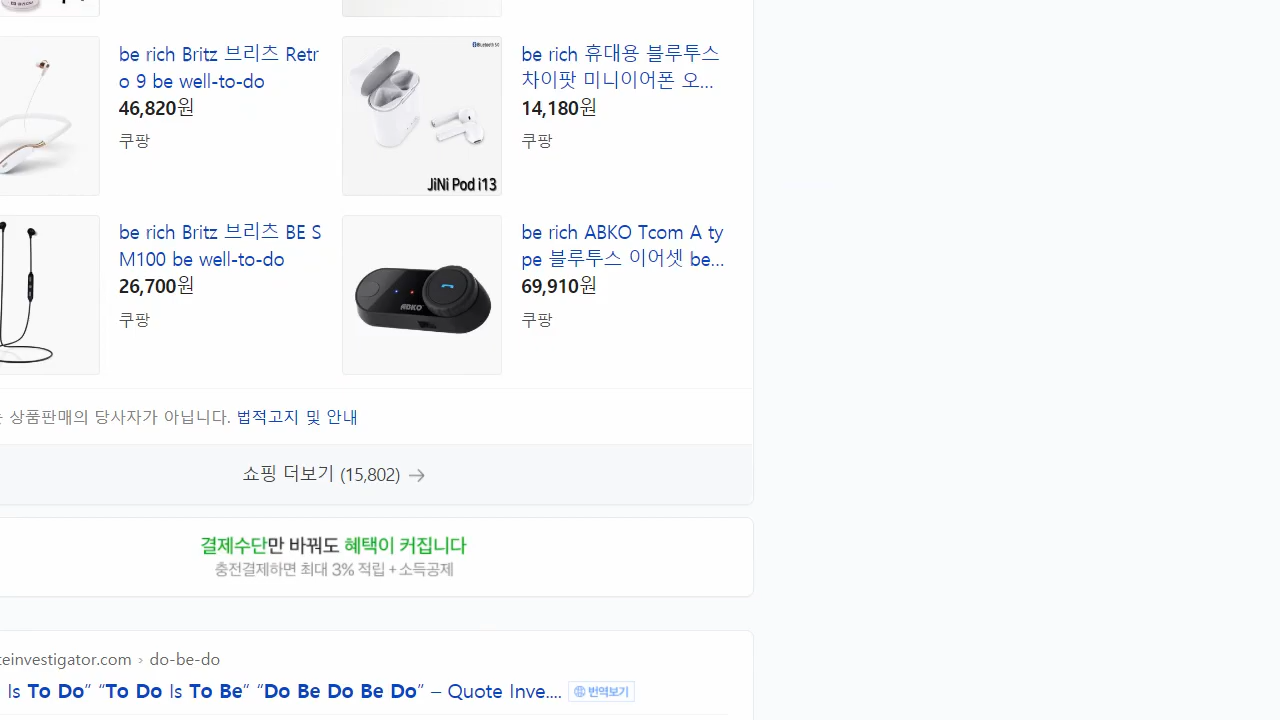 be rich Britz 브리츠 Retr
o 9 be well-to-do
46,820원
쿠팡
Bluetooth 5.0
JiNi Pod i13
be rich 휴대용 블루투스
차이팟 미니이어폰 오...
14,180원
쿠팡
be rich Britz 브리츠 BE S
M100 be well-to-do
26,700원
쿠팡
ABKO
be rich ABKO Tcom A ty
pe 블루투스 이어셋 be...
69,910원
쿠팡
상품판매의 당사자가 아닙니다. 법적고지 및 안내
쇼핑 더보기 (15,802) →
결제수단만 바꿔도 혜택이 커집니다
충전결제하면 최대 3% 적립 + 소득공제
teinvestigator.com › do-be-do
Is To Do” “To Do Is To Be” “Do Be Do Be Do” – Quote Inve.... 번역보기